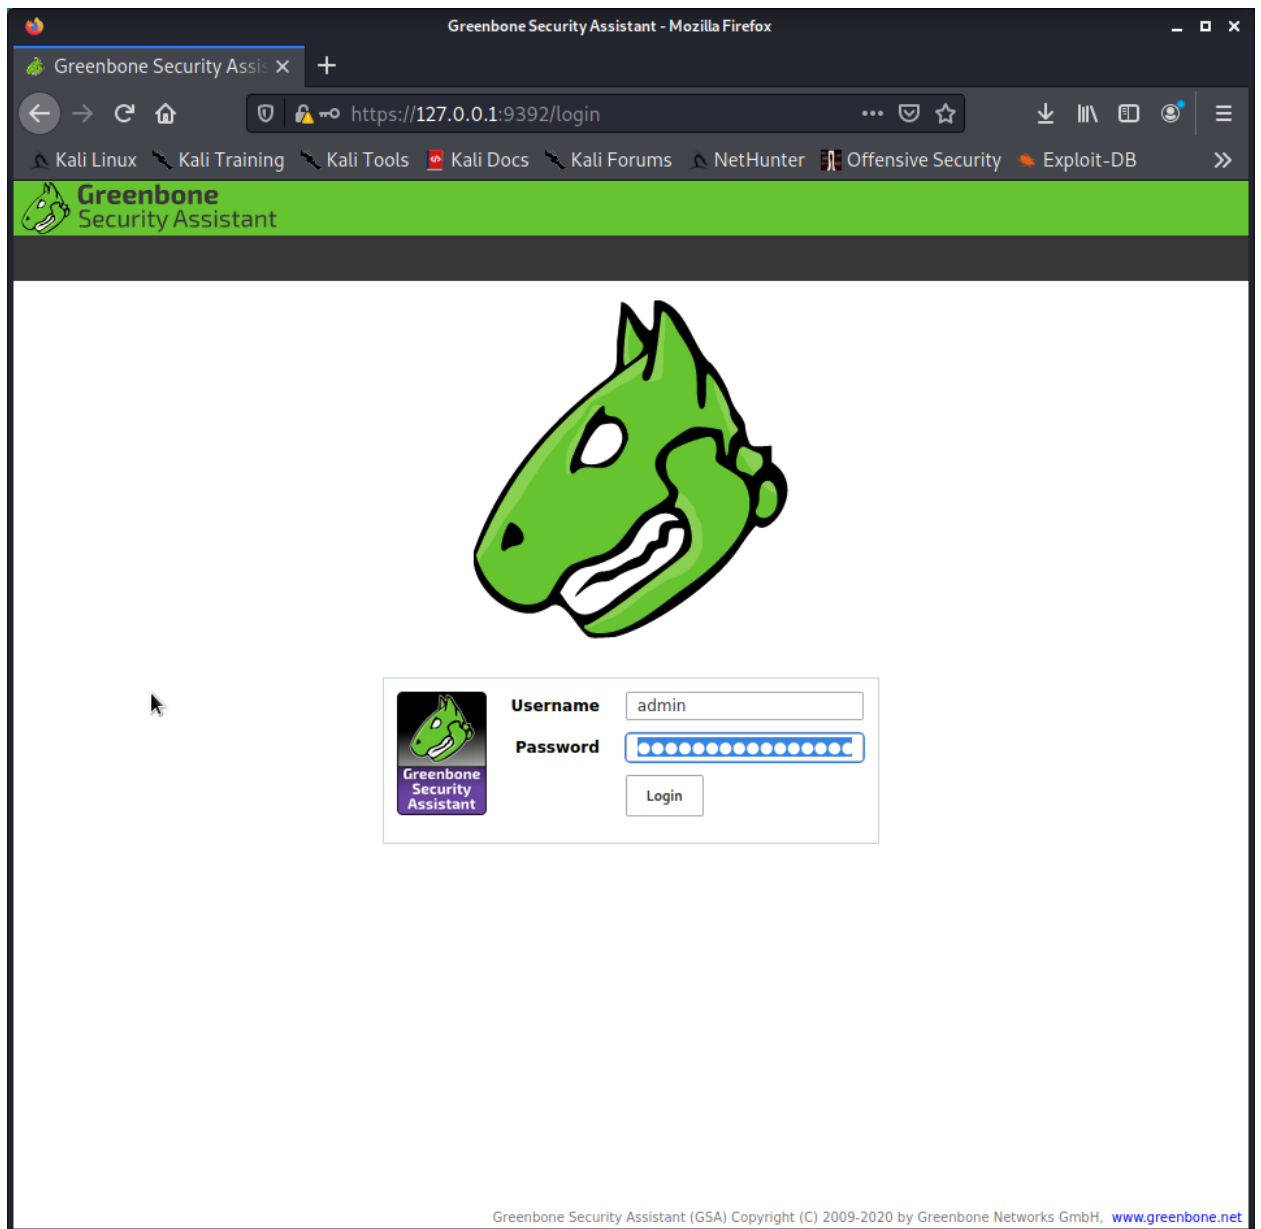 Greenbone Security Assistant - Mozilla Firefox
Greenbone Security Assis
https://127.0.0.1:9392/login
Kali Linux Kali Training Kali Tools Kali Docs Kali Forums NetHunter Offensive Security Exploit-DB
Greenbone
Security Assistant
Username admin
Password
Greenbone
Security
Assistant
Login
Greenbone Security Assistant (GSA) Copyright (C) 2009-2020 by Greenbone Networks GmbH, www.greenbone.net